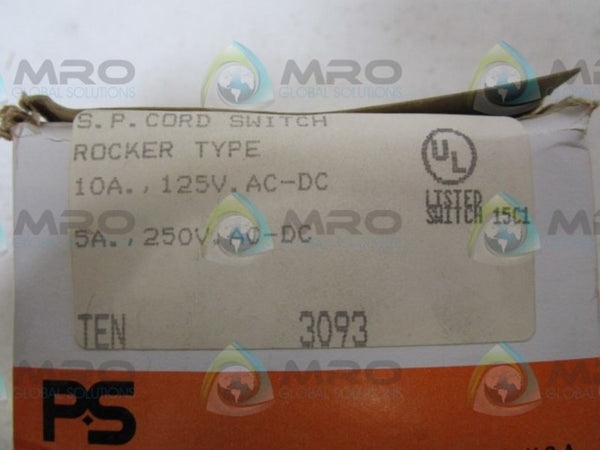 S.P. CORD SWITCH
ROCKER TYPE
10A., 125V. AC-DC
5A., 250V. AC-DC
UL
LISTED
SWITCH 15C1
TEN 3093
P·S
MRO
GLOBAL SOLUTIONS